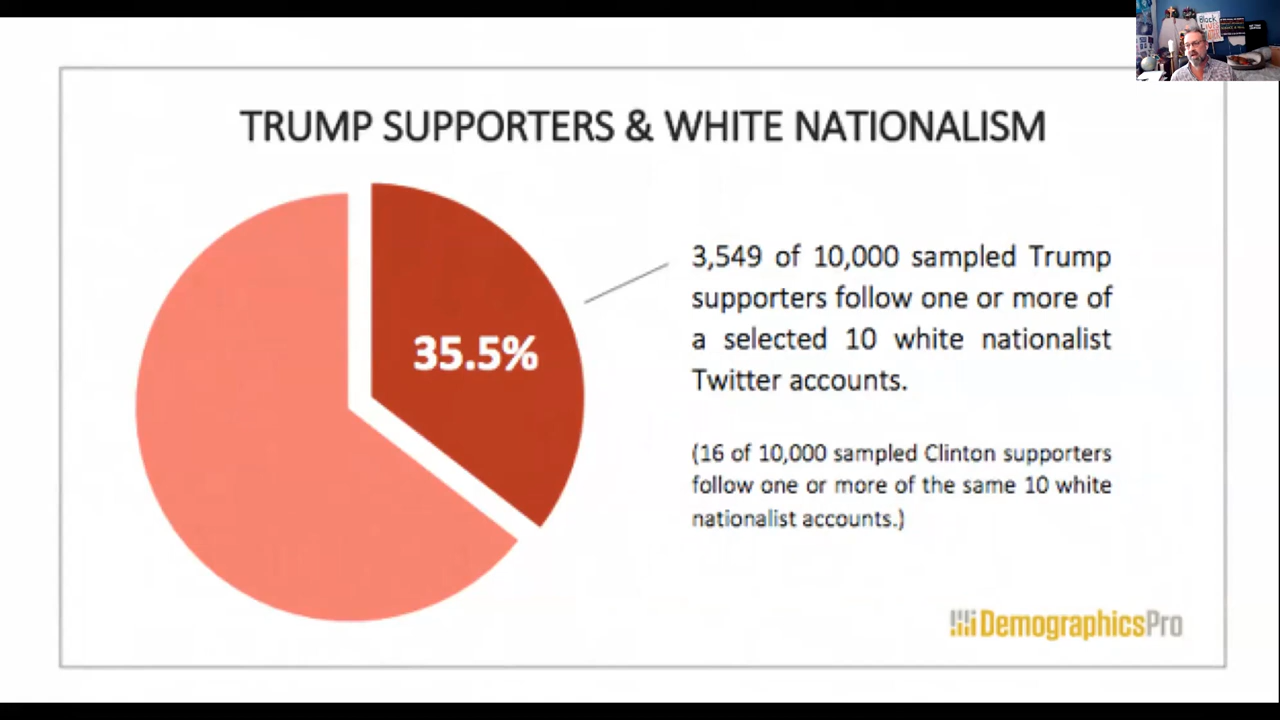 Black
TRUMP SUPPORTERS & WHITE NATIONALISM
35.5%
3,549 of 10,000 sampled Trump
supporters follow one or more of
a selected 10 white nationalist
Twitter accounts.
(16 of 10,000 sampled Clinton supporters
follow one or more of the same 10 white
nationalist accounts.)
DemographicsPro